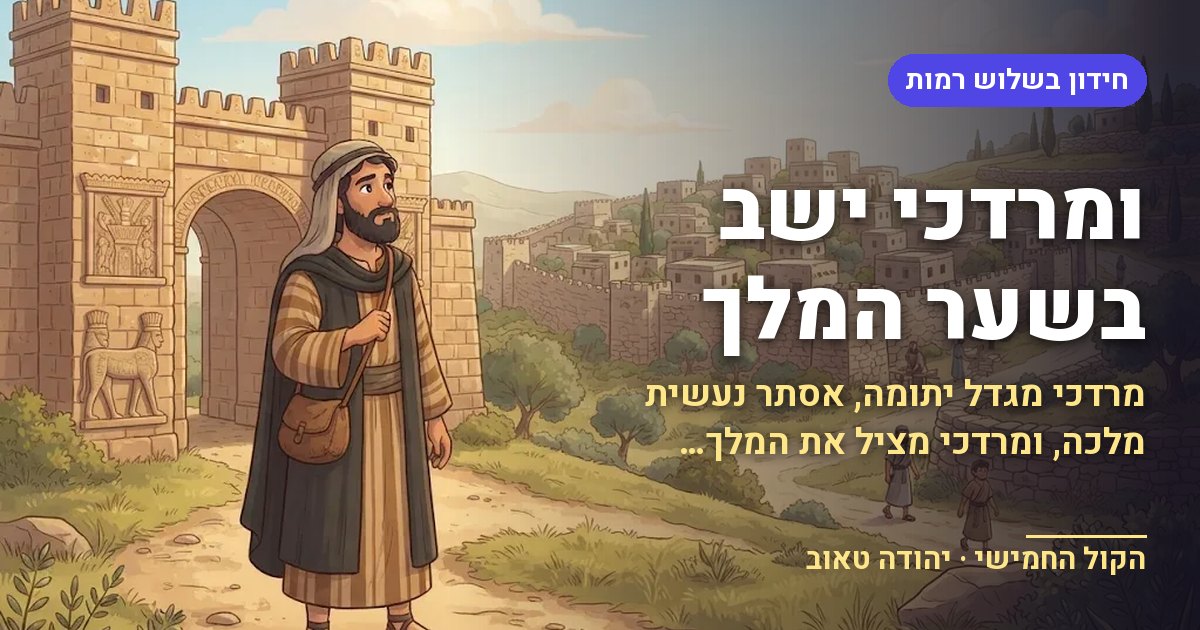 חידון בשלוש רמות
ומרדכי ישב
בשער המלך
מרדכי מגדל יתומה, אסתר נעשית
מלכה, ומרדכי מציל את המלך...
הקול החמישי · יהודה טאוב